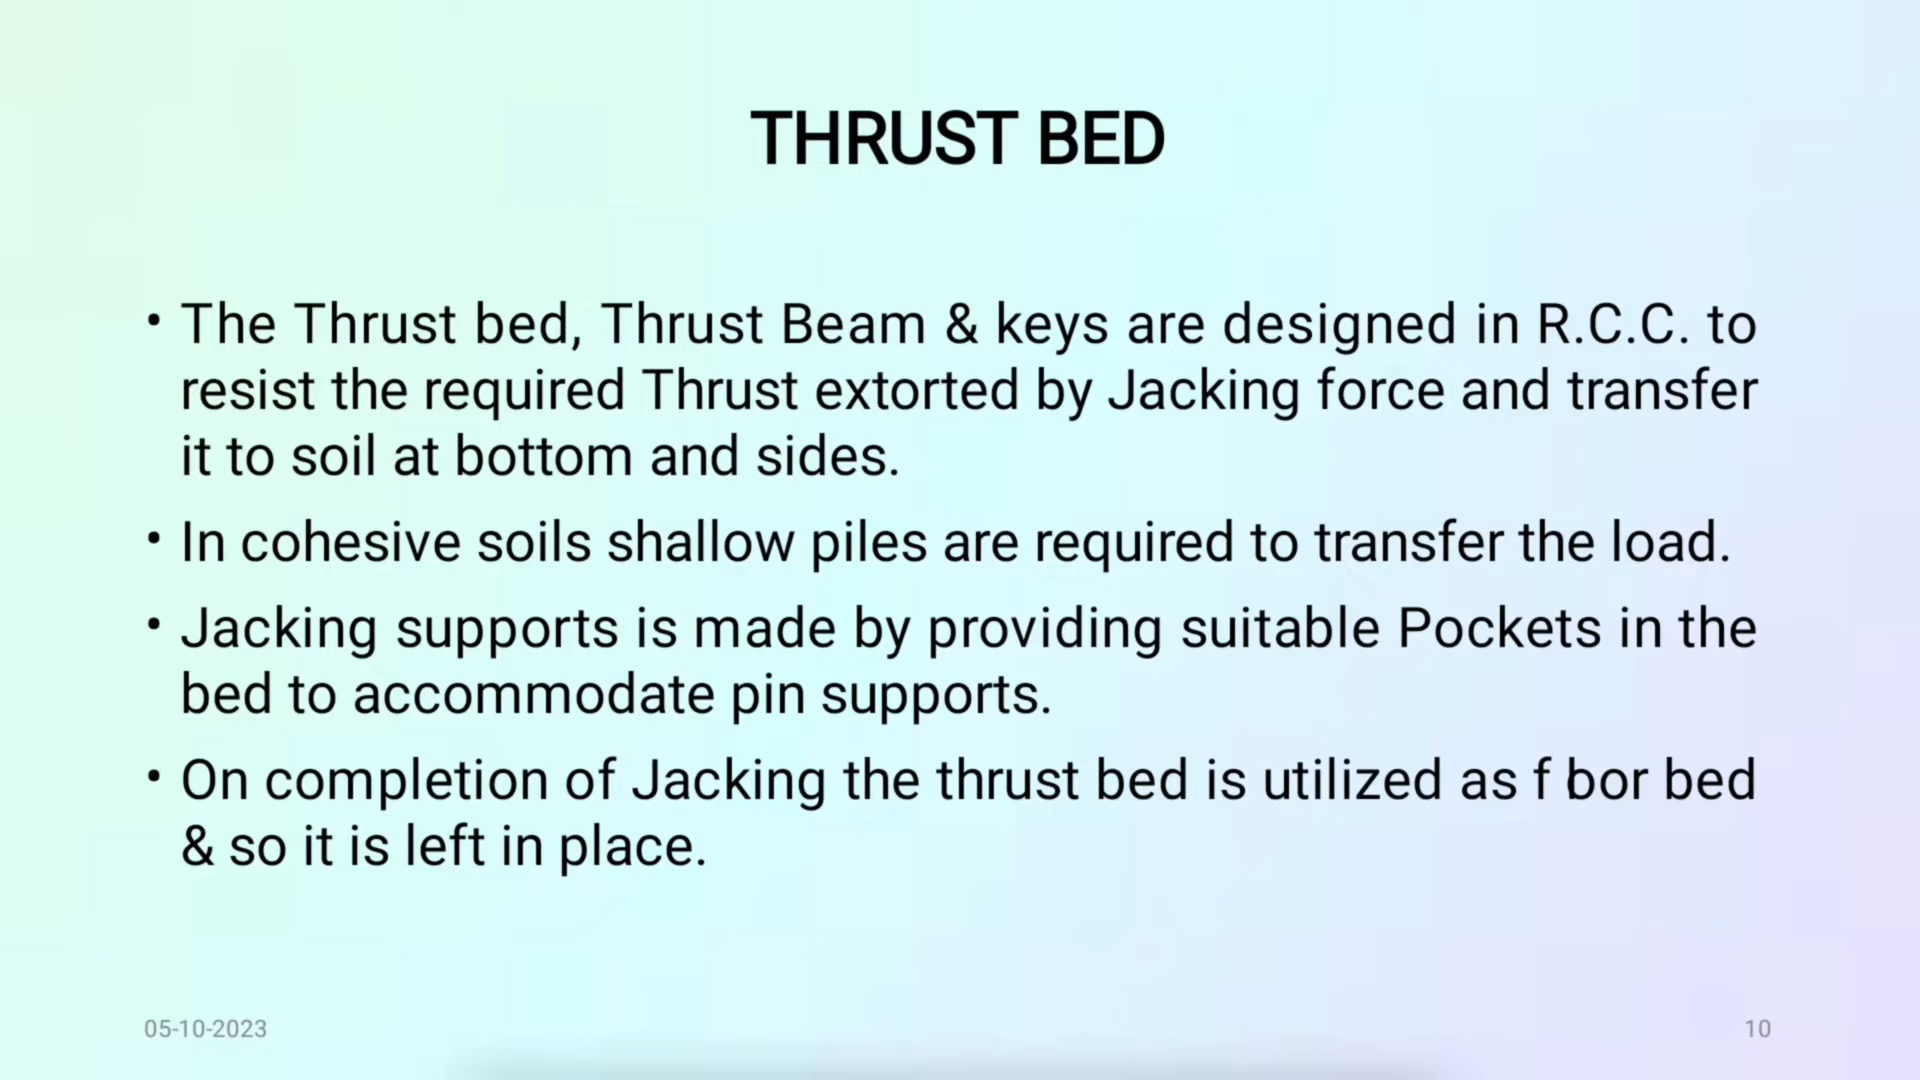 THRUST BED
• The Thrust bed, Thrust Beam & keys are designed in R.C.C. to
resist the required Thrust extorted by Jacking force and transfer
it to soil at bottom and sides.
• In cohesive soils shallow piles are required to transfer the load.
• Jacking supports is made by providing suitable Pockets in the
bed to accommodate pin supports.
• On completion of Jacking the thrust bed is utilized as bed
& so it is left in place.
05-10-2023
10